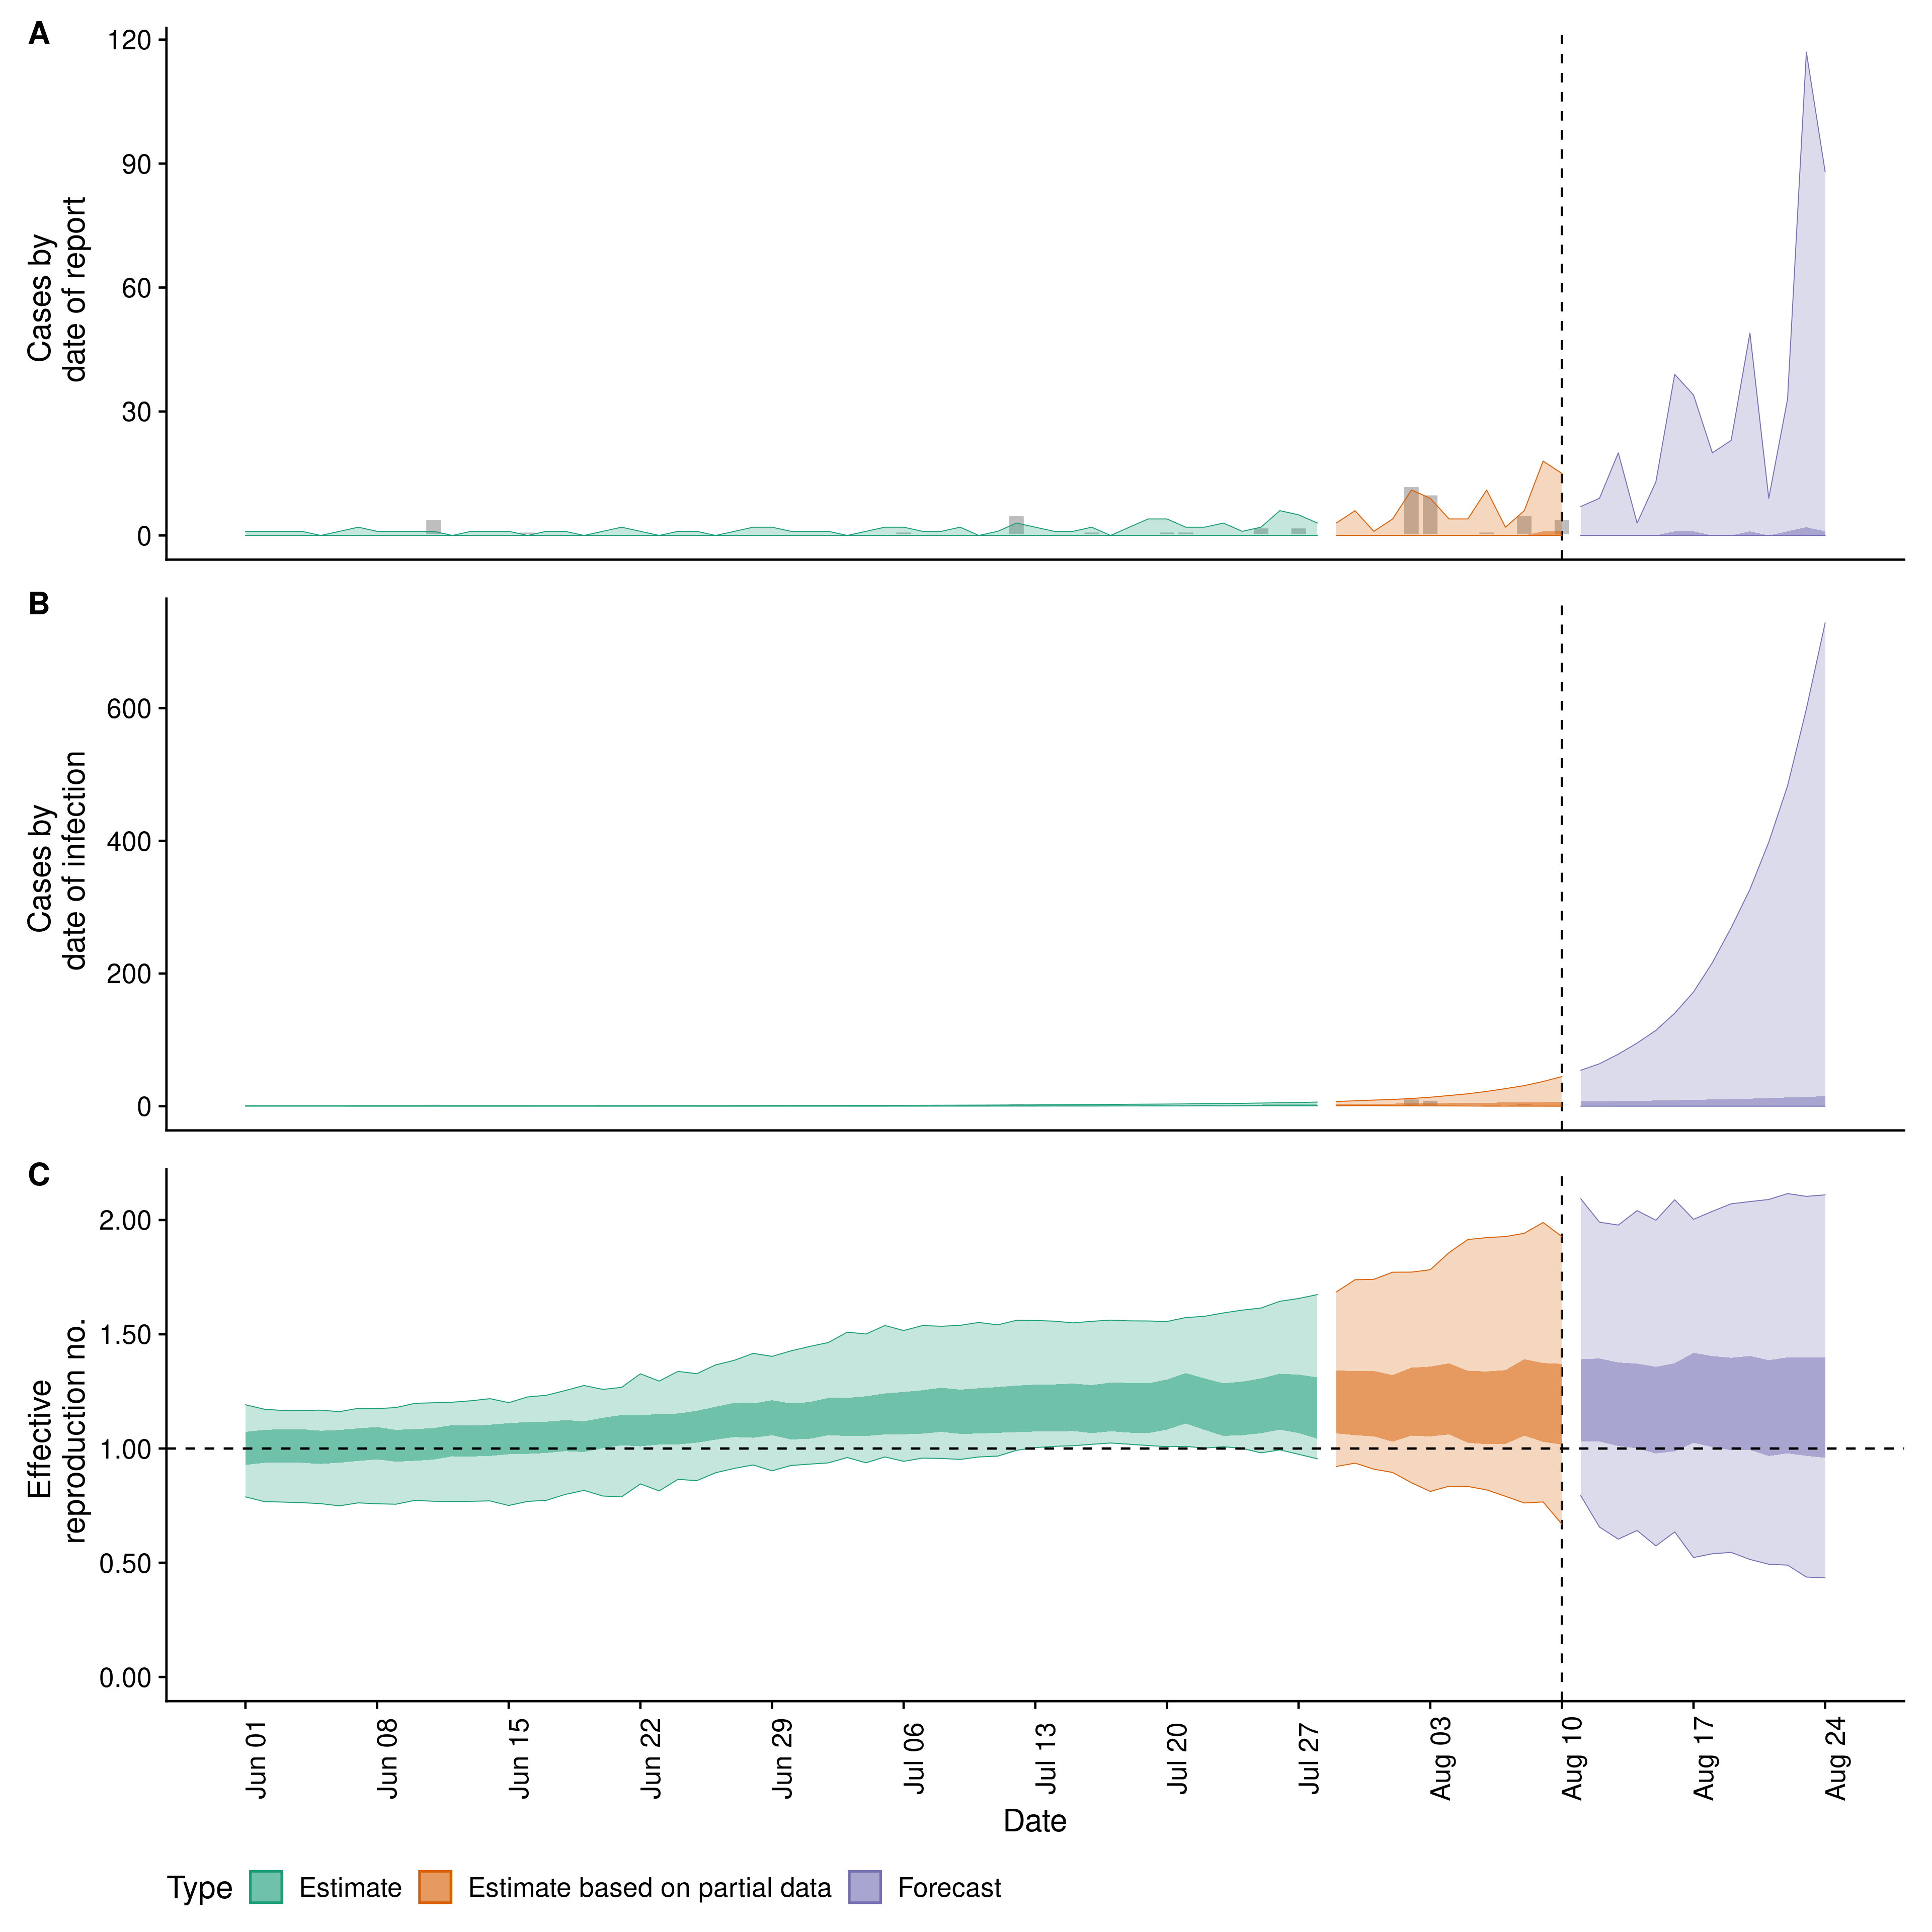 A
120
90
60
30
0
Cases by
date of report
B
600
400
200
0
Cases by
date of infection
C
2.00
1.50
1.00
0.50
0.00
Effective
reproduction no.
Jun 01
Jun 08
Jun 15
Jun 22
Jun 29
Jul 06
Jul 13
Jul 20
Jul 27
Aug 03
Aug 10
Aug 17
Aug 24
Date
Type Estimate Estimate based on partial data Forecast